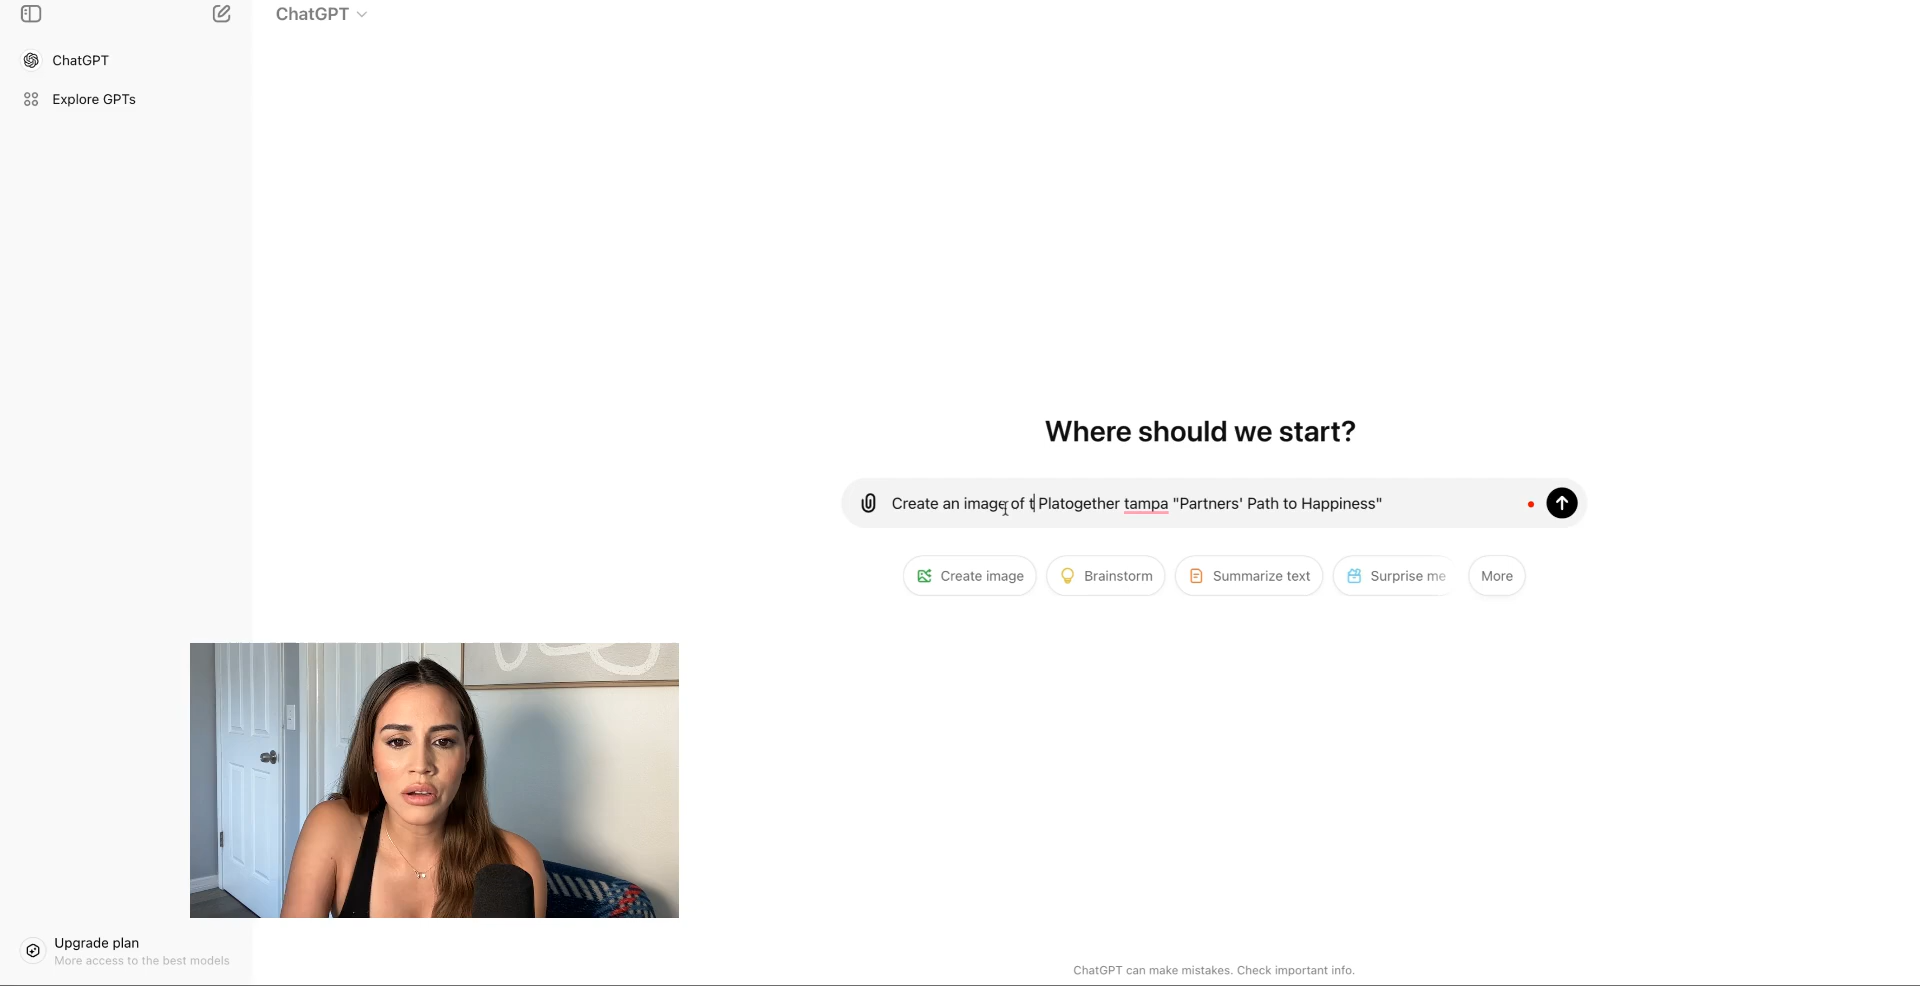 ChatGPT
ChatGPT
Explore GPTs
Where should we start?
Create an image of t Platogether tampa "Partners' Path to Happiness"
Create image
Brainstorm
Summarize text
Surprise me
More
Upgrade plan
More access to the best models
ChatGPT can make mistakes. Check important info.